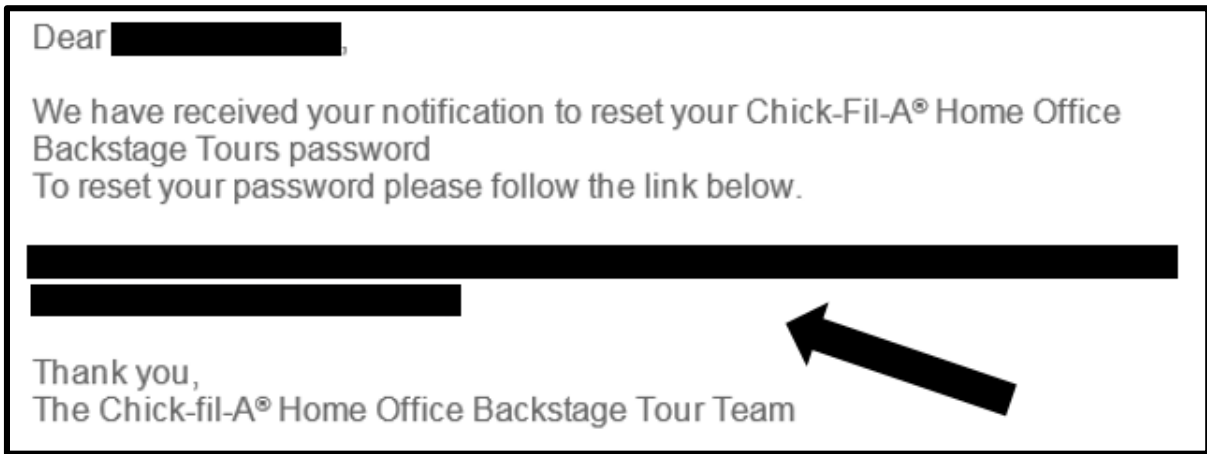 Dear ,
We have received your notification to reset your Chick-Fil-A® Home Office
Backstage Tours password
To reset your password please follow the link below.
Thank you,
The Chick-fil-A® Home Office Backstage Tour Team